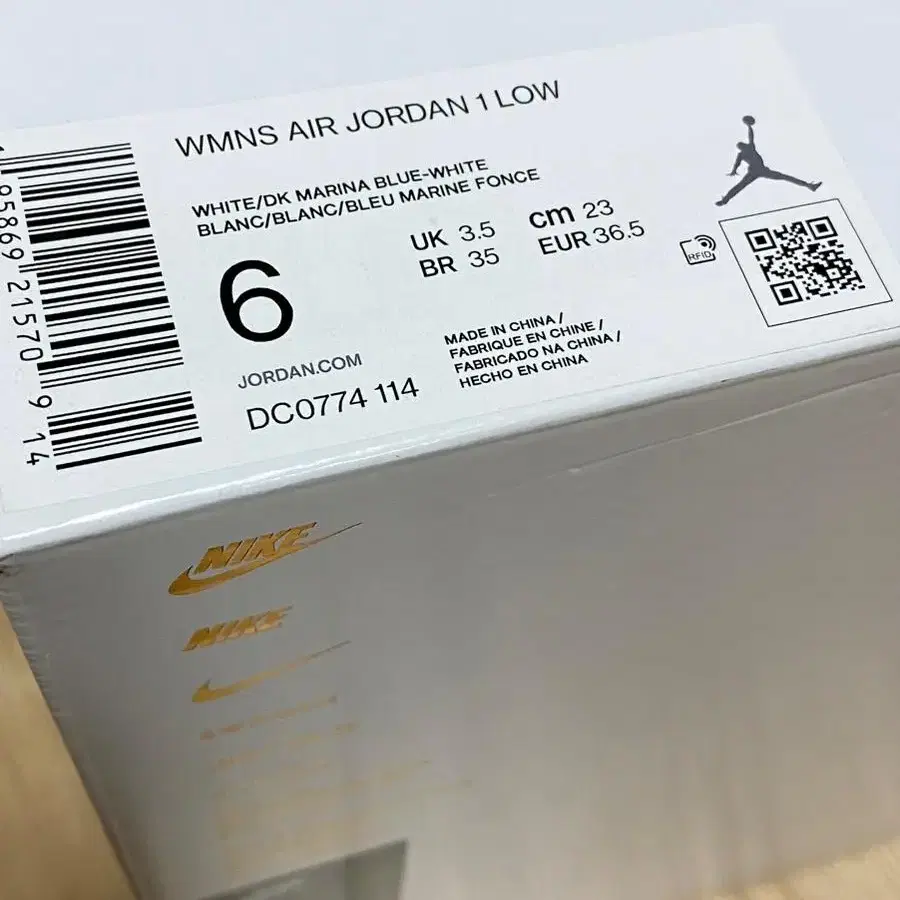 WMNS AIR JORDAN 1 LOW
WHITE/DK MARINA BLUE-WHITE
BLANC/BLANC/BLEU MARINE FONCE
6
UK 3.5
cm 23
BR 35
EUR 36.5
RFID
JORDAN.COM
DC0774 114
MADE IN CHINA /
FABRIQUE EN CHINE /
FABRICADO NA CHINA /
HECHO EN CHINA
95869 21570 9 14
NIKE
NIKE